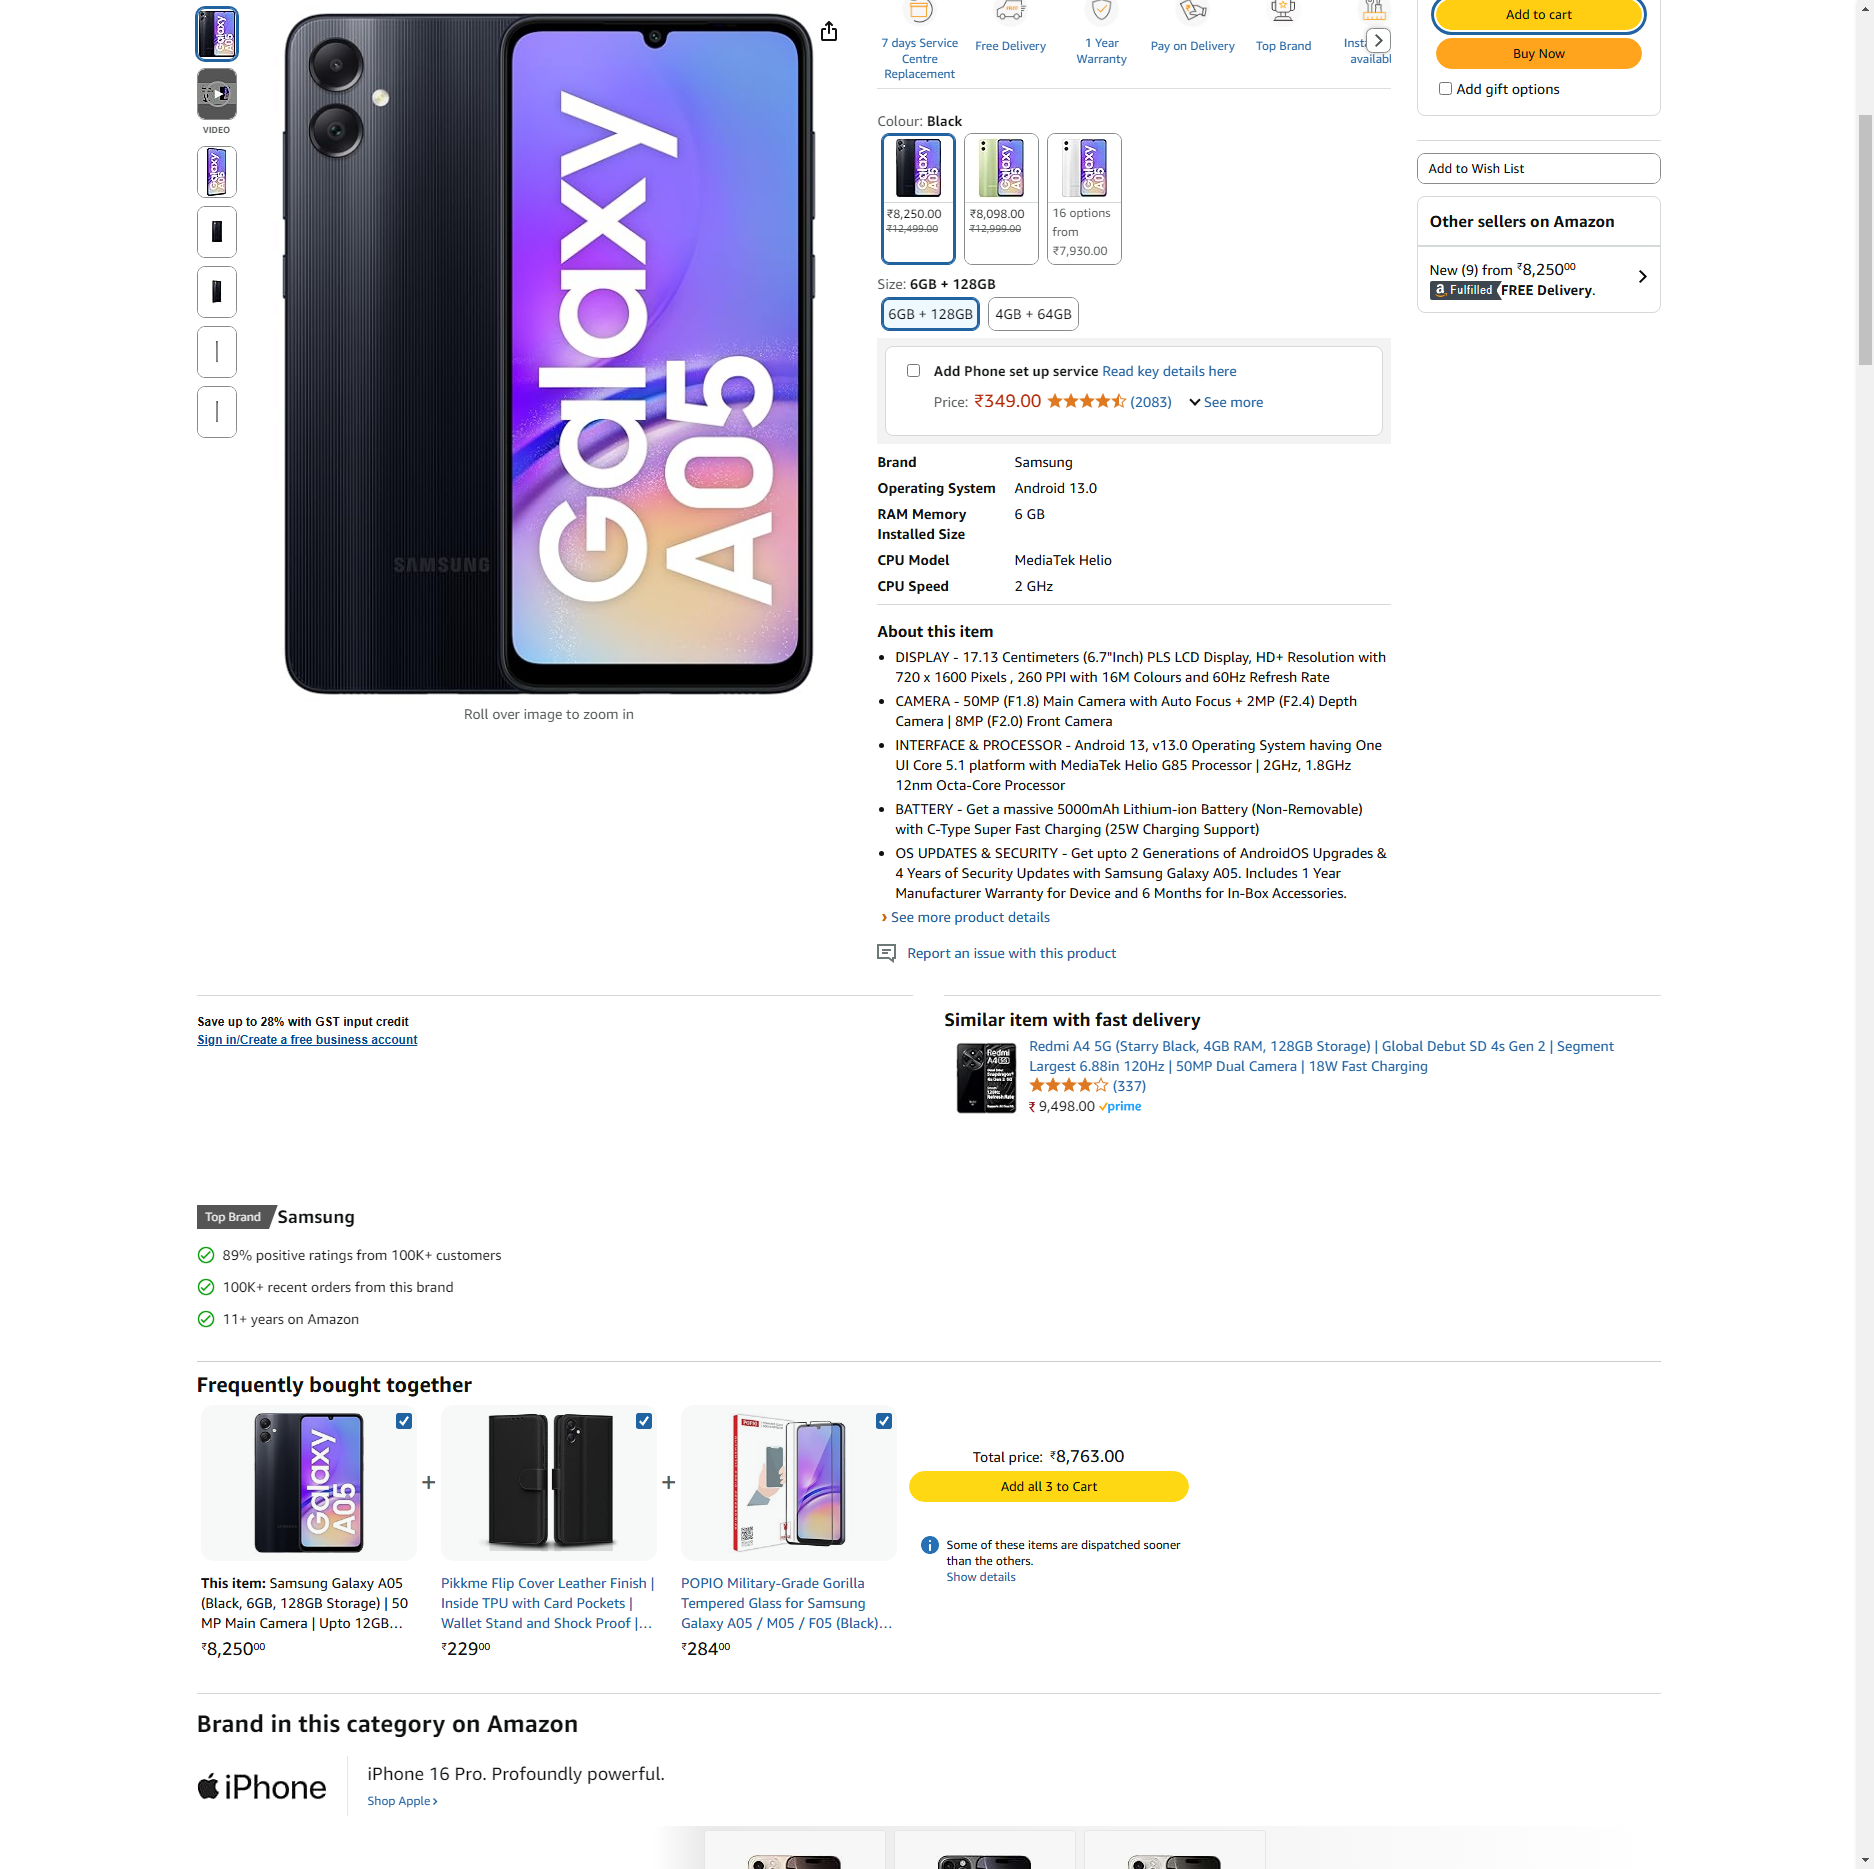 VIDEO
Galaxy
A05
SAMSUNG
Roll over image to zoom in
7 days Service
Centre
Replacement
Free Delivery
1 Year
Warranty
Pay on Delivery
Top Brand
Colour: Black
₹8,250.00
₹12,499.00
₹8,098.00
₹12,999.00
16 options
from
₹7,930.00
Size: 6GB + 128GB
6GB + 128GB
4GB + 64GB
Add Phone set up service Read key details here
Price: ₹349.00 (2083) See more
Brand Samsung
Operating System Android 13.0
RAM Memory 6 GB
Installed Size
CPU Model MediaTek Helio
CPU Speed 2 GHz
About this item
• DISPLAY - 17.13 Centimeters (6.7"Inch) PLS LCD Display, HD+ Resolution with
720 x 1600 Pixels , 260 PPI with 16M Colours and 60Hz Refresh Rate
• CAMERA - 50MP (F1.8) Main Camera with Auto Focus + 2MP (F2.4) Depth
Camera | 8MP (F2.0) Front Camera
• INTERFACE & PROCESSOR - Android 13, v13.0 Operating System having One
UI Core 5.1 platform with MediaTek Helio G85 Processor | 2GHz, 1.8GHz
12nm Octa-Core Processor
• BATTERY - Get a massive 5000mAh Lithium-ion Battery (Non-Removable)
with C-Type Super Fast Charging (25W Charging Support)
• OS UPDATES & SECURITY - Get upto 2 Generations of AndroidOS Upgrades &
4 Years of Security Updates with Samsung Galaxy A05. Includes 1 Year
Manufacturer Warranty for Device and 6 Months for In-Box Accessories.
› See more product details
Report an issue with this product
Add to cart
Buy Now
Add gift options
Add to Wish List
Other sellers on Amazon
New (9) from ₹8,250.00
a Fulfilled FREE Delivery.
Save up to 28% with GST input credit
Sign in/Create a free business account
Similar item with fast delivery
Redmi A4 5G (Starry Black, 4GB RAM, 128GB Storage) | Global Debut SD 4s Gen 2 | Segment
Largest 6.88in 120Hz | 50MP Dual Camera | 18W Fast Charging
(337)
₹ 9,498.00 prime
Top Brand Samsung
89% positive ratings from 100K+ customers
100K+ recent orders from this brand
11+ years on Amazon
Frequently bought together
Galaxy
A05
POPIO
This item: Samsung Galaxy A05
(Black, 6GB, 128GB Storage) | 50
MP Main Camera | Upto 12GB...
₹8,250.00
Pikkme Flip Cover Leather Finish |
Inside TPU with Card Pockets |
Wallet Stand and Shock Proof |...
₹229.00
POPIO Military-Grade Gorilla
Tempered Glass for Samsung
Galaxy A05 / M05 / F05 (Black)...
₹284.00
Total price: ₹8,763.00
Add all 3 to Cart
Some of these items are dispatched sooner
than the others.
Show details
Brand in this category on Amazon
iPhone
iPhone 16 Pro. Profoundly powerful.
Shop Apple ›